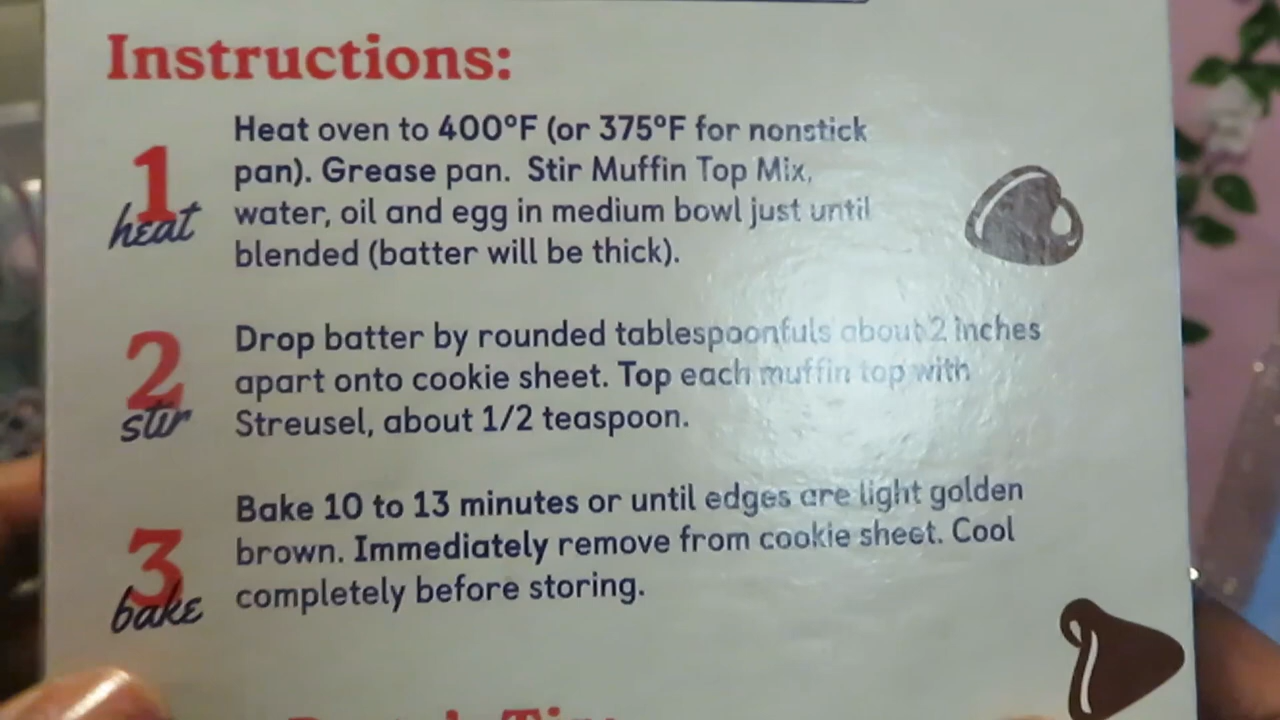 Instructions:
1
heat
Heat oven to 400°F (or 375°F for nonstick
pan). Grease pan. Stir Muffin Top Mix,
water, oil and egg in medium bowl just until
blended (batter will be thick).
2
stir
Drop batter by rounded tablespoonfuls about 2 inches
apart onto cookie sheet. Top each muffin top with
Streusel, about 1/2 teaspoon.
3
bake
Bake 10 to 13 minutes or until edges are light golden
brown. Immediately remove from cookie sheet. Cool
completely before storing.